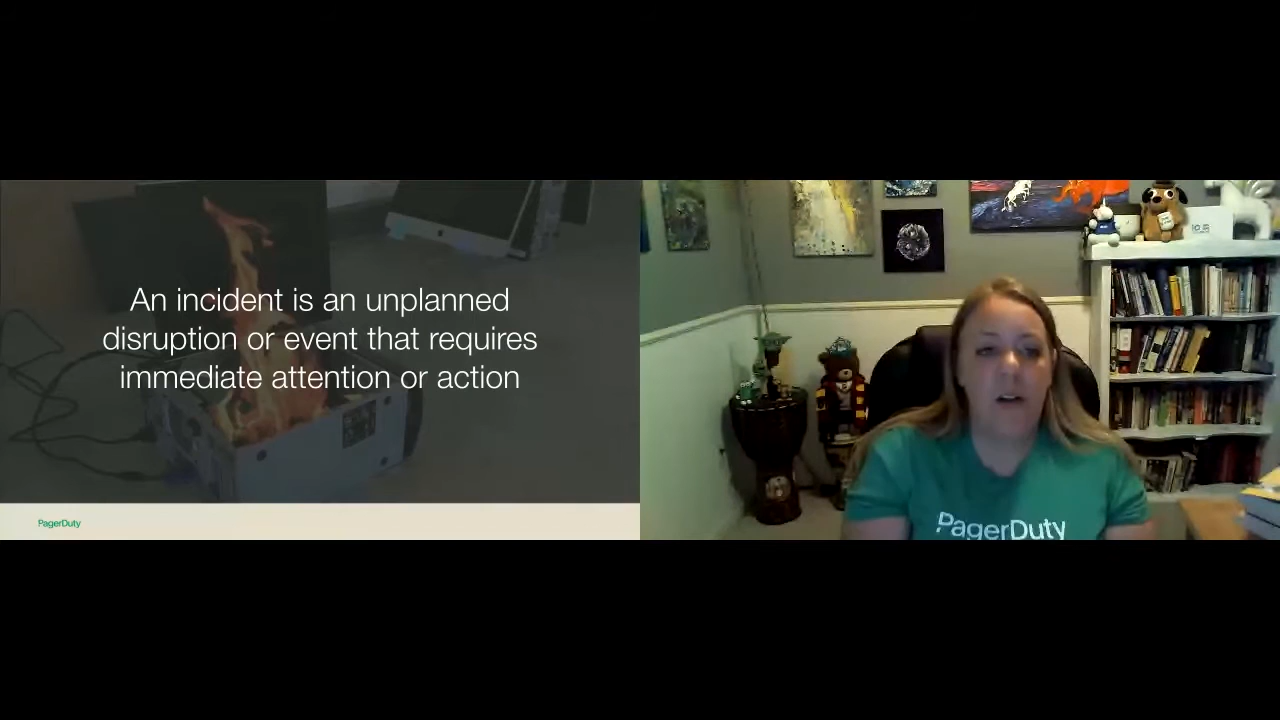 An incident is an unplanned
disruption or event that requires
immediate attention or action
PagerDuty
PagerDuty